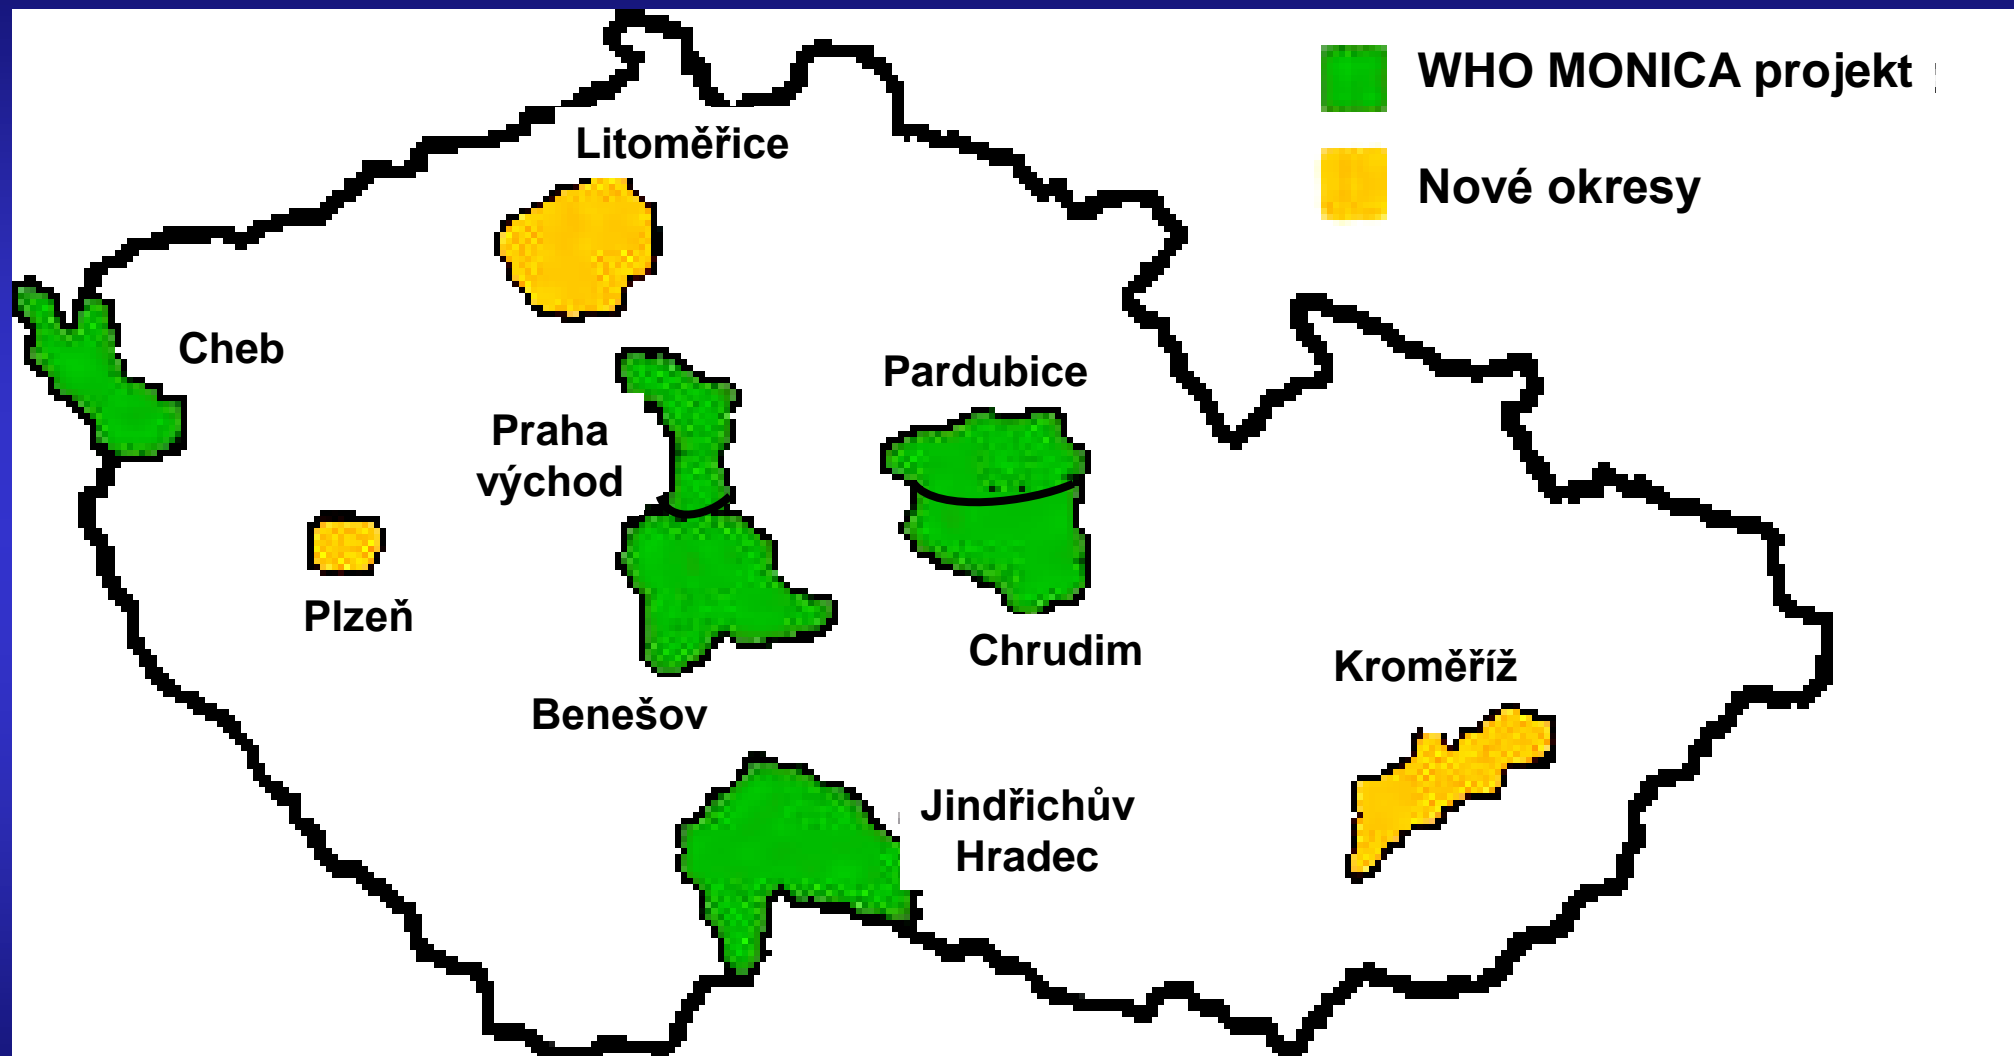 WHO MONICA projekt
Nové okresy
Litoměřice
Cheb
Pardubice
Praha
východ
Plzeň
Chrudim
Kroměříž
Benešov
Jindřichův
Hradec